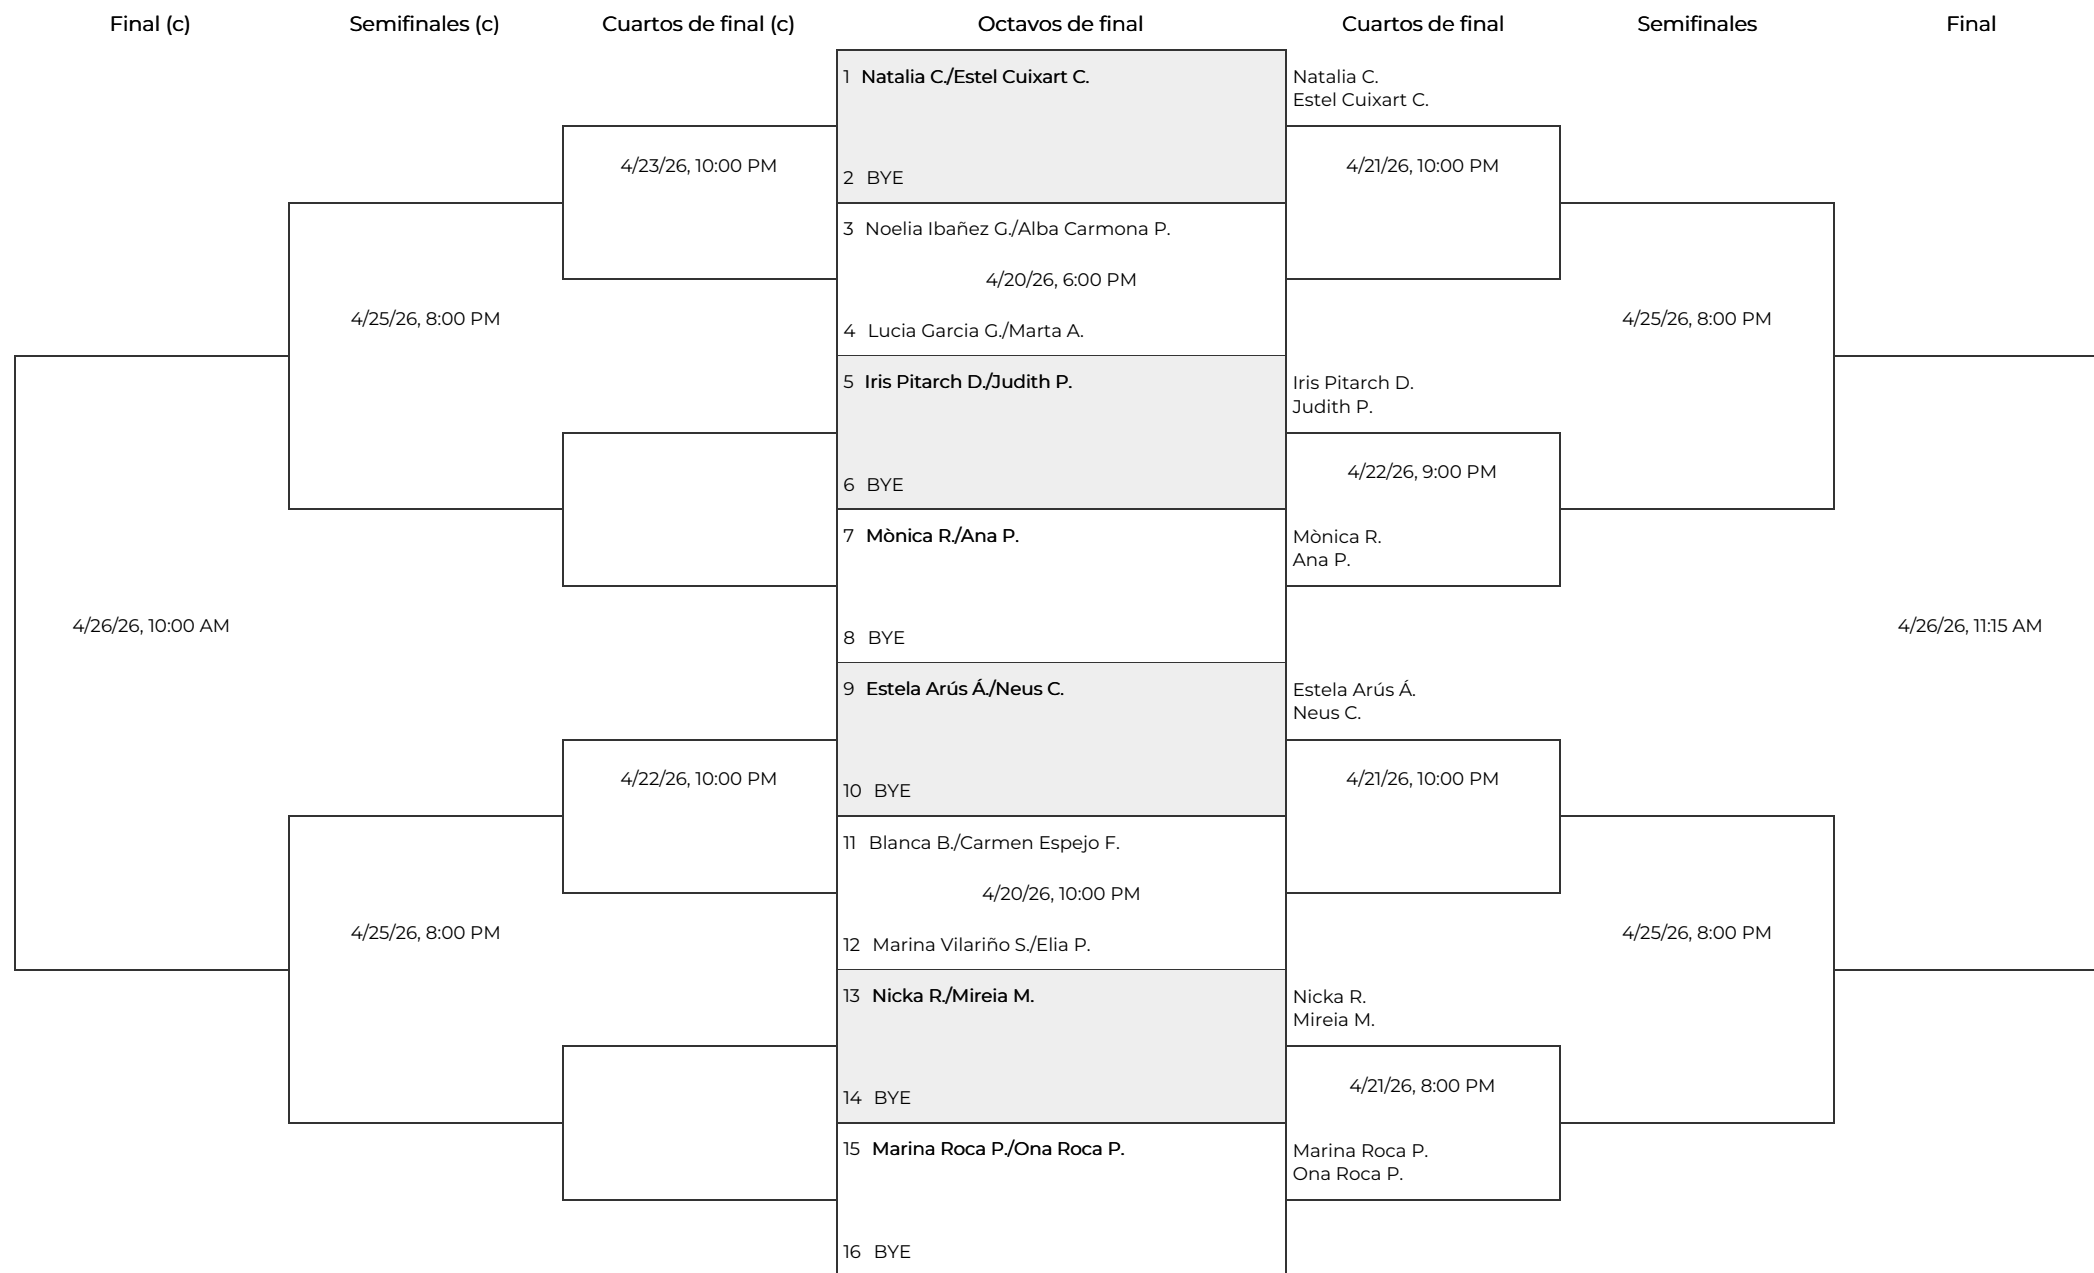 Final (c)
Semifinales (c)
Cuartos de final (c)
Octavos de final
Cuartos de final
Semifinales
Final
1 Natalia C./Estel Cuixart C.
Natalia C.
Estel Cuixart C.
4/23/26, 10:00 PM
4/21/26, 10:00 PM
2 BYE
3 Noelia Ibañez G./Alba Carmona P.
4/20/26, 6:00 PM
4/25/26, 8:00 PM
4/25/26, 8:00 PM
4 Lucia Garcia G./Marta A.
5 Iris Pitarch D./Judith P.
Iris Pitarch D.
Judith P.
4/22/26, 9:00 PM
6 BYE
7 Mònica R./Ana P.
Mònica R.
Ana P.
4/26/26, 10:00 AM
4/26/26, 11:15 AM
8 BYE
9 Estela Arús Á./Neus C.
Estela Arús Á.
Neus C.
4/22/26, 10:00 PM
4/21/26, 10:00 PM
10 BYE
11 Blanca B./Carmen Espejo F.
4/20/26, 10:00 PM
4/25/26, 8:00 PM
4/25/26, 8:00 PM
12 Marina Vilariño S./Elia P.
13 Nicka R./Mireia M.
Nicka R.
Mireia M.
4/21/26, 8:00 PM
14 BYE
15 Marina Roca P./Ona Roca P.
Marina Roca P.
Ona Roca P.
16 BYE